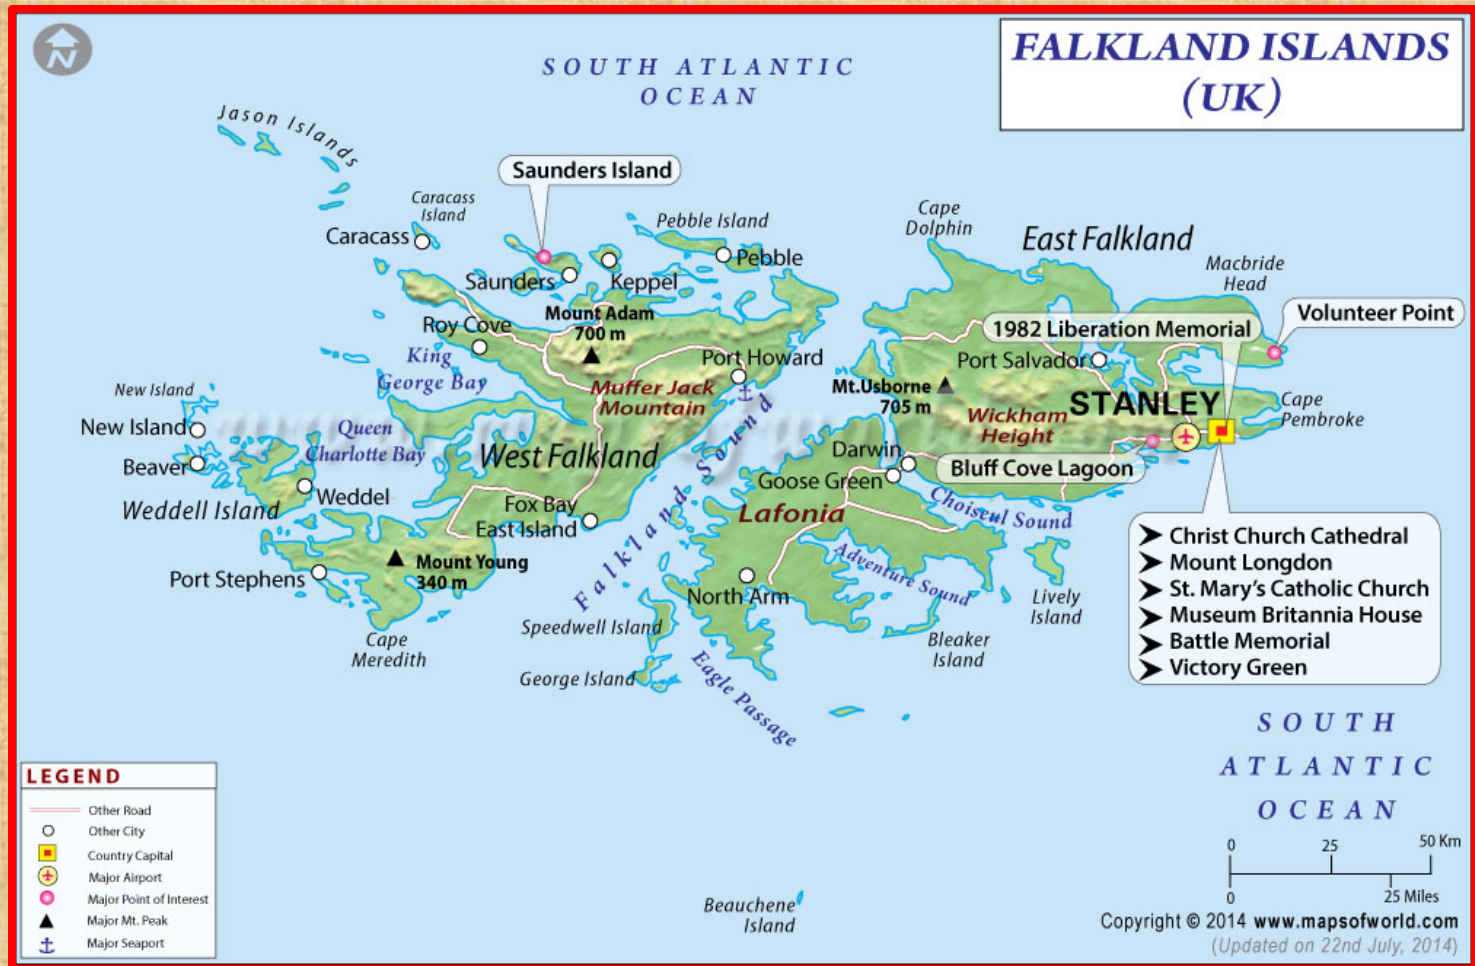 FALKLAND ISLANDS
(UK)
N
SOUTH ATLANTIC
OCEAN
Jason Islands
Saunders Island
Caracass
Island
Caracass
Pebble Island
Cape
Dolphin
East Falkland
Macbride
Head
Saunders
Keppel
Pebble
Volunteer Point
Mount Adam
700 m
Roy Cove
1982 Liberation Memorial
King
George Bay
Port Howard
Port Salvador
Muffer Jack
Mountain
Mt.Usborne
705 m
STANLEY
Cape
Pembroke
Wickham
Height
New Island
New Island
Queen
Charlotte Bay
West Falkland
Falkland Sound
Darwin
Bluff Cove Lagoon
Beaver
Goose Green
Weddel
Weddell Island
Fox Bay
East Island
Lafonia
Choiseul Sound
Christ Church Cathedral
Mount Longdon
St. Mary's Catholic Church
Museum Britannia House
Battle Memorial
Victory Green
Mount Young
340 m
Port Stephens
Adventure Sound
North Arm
Lively
Island
Speedwell Island
Cape
Meredith
Bleaker
Island
George Island
Eagle Passage
SOUTH
ATLANTIC
OCEAN
LEGEND
Other Road
Other City
Country Capital
Major Airport
Major Point of Interest
Major Mt. Peak
Major Seaport
Beauchene
Island
0 25 50 Km
0 25 Miles
Copyright © 2014 www.mapsofworld.com
(Updated on 22nd July, 2014)